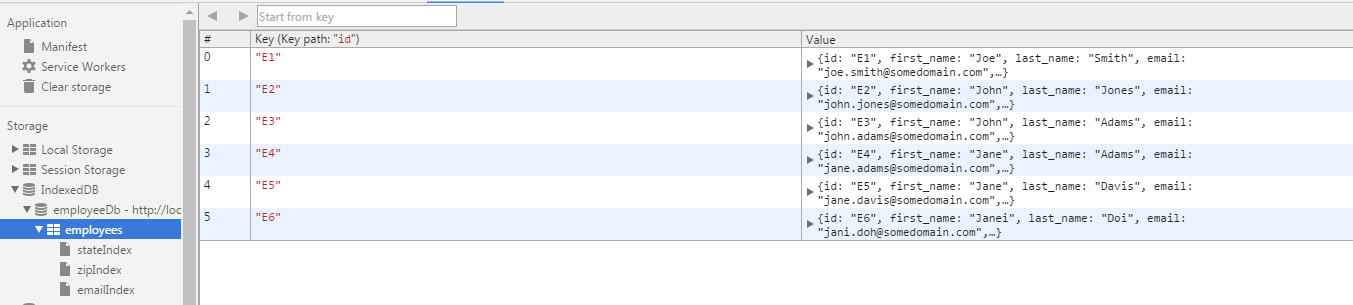 Application
Manifest
Service Workers
Clear storage
Storage
Local Storage
Session Storage
IndexedDB
employeeDb - http://loc
employees
stateIndex
zipIndex
emailIndex
Start from key
# Key (Key path: "id") Value
0 "E1" {id: "E1", first_name: "Joe", last_name: "Smith", email:
"joe.smith@somedomain.com",…}
1 "E2" {id: "E2", first_name: "John", last_name: "Jones", email:
"john.jones@somedomain.com",…}
2 "E3" {id: "E3", first_name: "John", last_name: "Adams", email:
"john.adams@somedomain.com",…}
3 "E4" {id: "E4", first_name: "Jane", last_name: "Adams", email:
"jane.adams@somedomain.com",…}
4 "E5" {id: "E5", first_name: "Jane", last_name: "Davis", email:
"jane.davis@somedomain.com",…}
5 "E6" {id: "E6", first_name: "Janei", last_name: "Doi", email:
"jani.doh@somedomain.com",…}